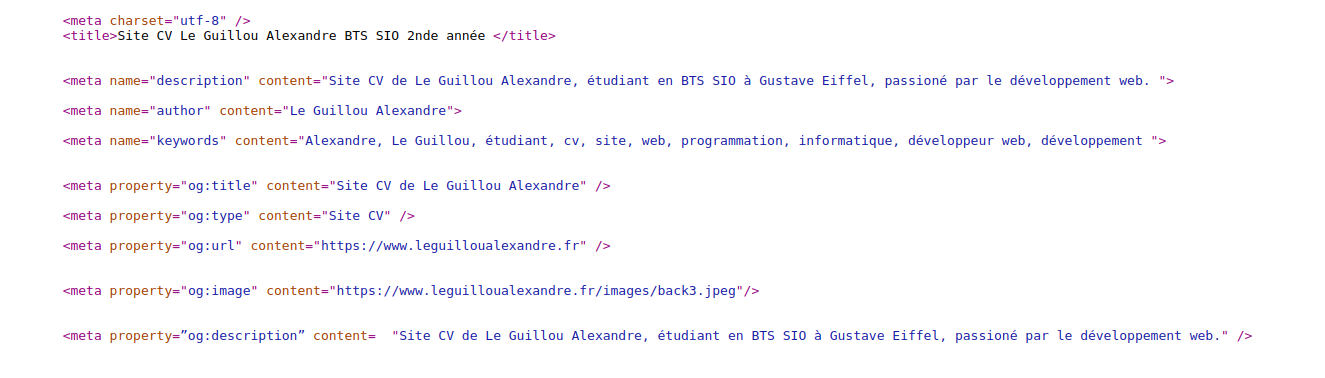 <meta charset="utf-8" />
<title>Site CV Le Guillou Alexandre BTS SIO 2nde année </title>
<meta name="description" content="Site CV de Le Guillou Alexandre, étudiant en BTS SIO à Gustave Eiffel, passioné par le développement web. ">
<meta name="author" content="Le Guillou Alexandre">
<meta name="keywords" content="Alexandre, Le Guillou, étudiant, cv, site, web, programmation, informatique, développeur web, développement ">
<meta property="og:title" content="Site CV de Le Guillou Alexandre" />
<meta property="og:type" content="Site CV" />
<meta property="og:url" content="https://www.leguilloualexandre.fr" />
<meta property="og:image" content="https://www.leguilloualexandre.fr/images/back3.jpeg"/>
<meta property=”og:description” content=  "Site CV de Le Guillou Alexandre, étudiant en BTS SIO à Gustave Eiffel, passioné par le développement web." />